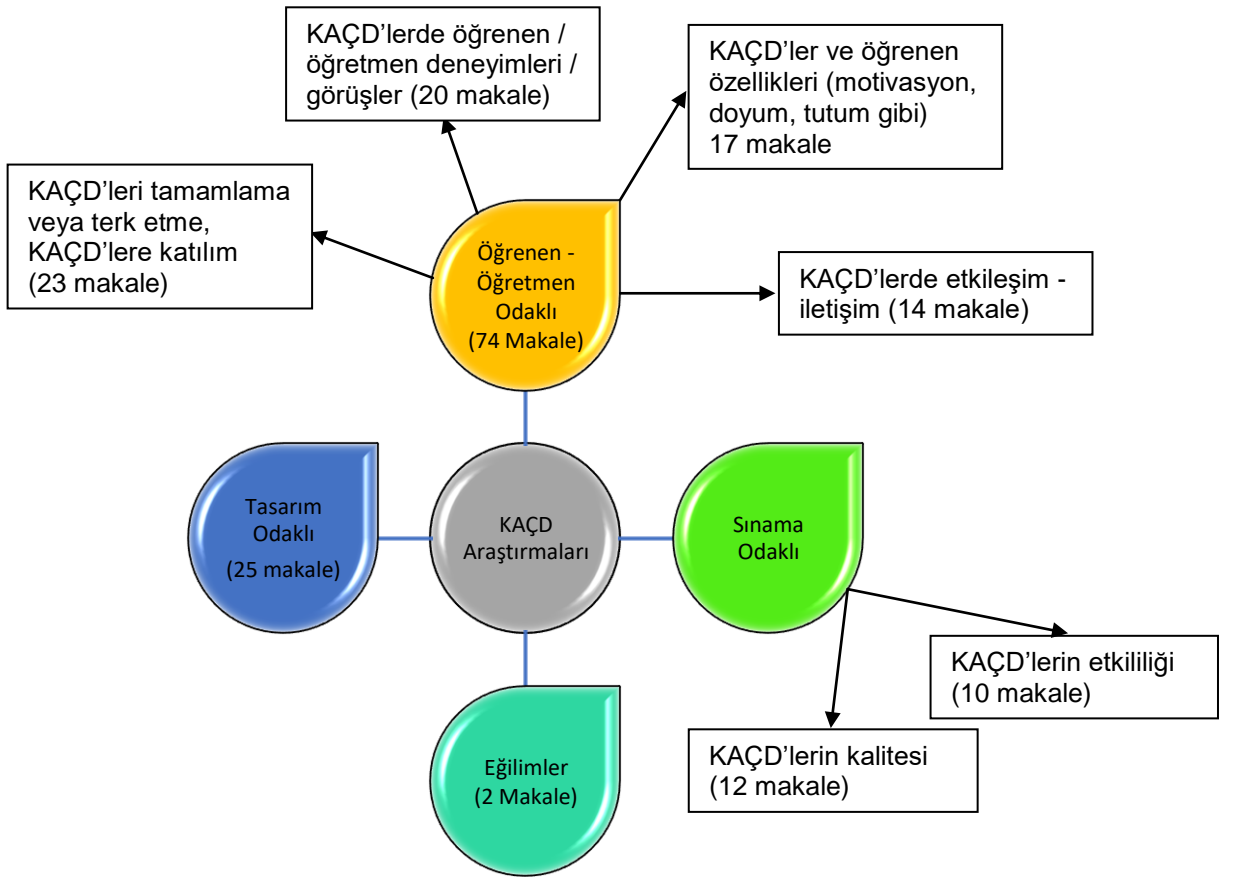 KAÇD’lerde öğrenen /
öğretmen deneyimleri /
görüşler (20 makale)
KAÇD’ler ve öğrenen
özellikleri (motivasyon,
doyum, tutum gibi)
17 makale
KAÇD’leri tamamlama
veya terk etme,
KAÇD’lere katılım
(23 makale)
Öğrenen -
Öğretmen
Odaklı
(74 Makale)
KAÇD’lerde etkileşim -
iletişim (14 makale)
Tasarım
Odaklı
(25 makale)
KAÇD
Araştırmaları
Sınama
Odaklı
KAÇD’lerin etkililiği
(10 makale)
KAÇD’lerin kalitesi
(12 makale)
Eğilimler
(2 Makale)